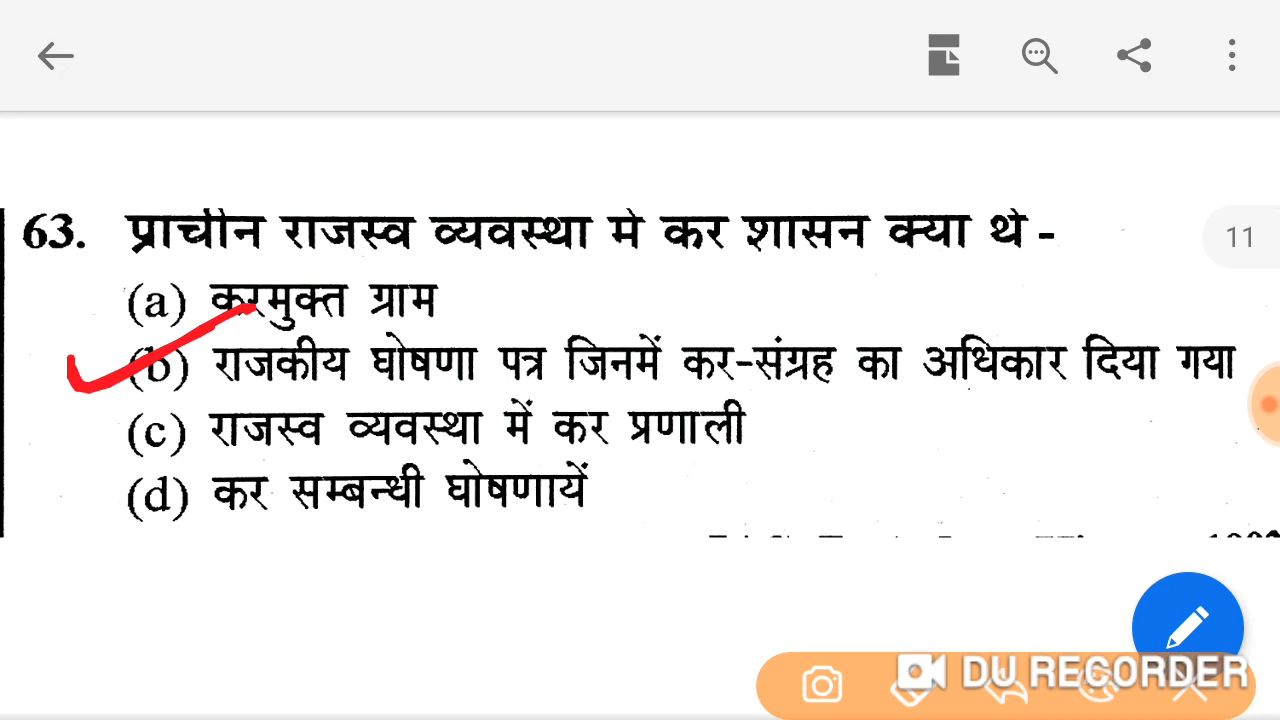 63. प्राचीन राजस्व व्यवस्था में कर शासन क्या थे -
11
(a) करमुक्त ग्राम
(b) राजकीय घोषणा पत्र जिनमें कर-संग्रह का अधिकार दिया गया
(c) राजस्व व्यवस्था में कर प्रणाली
(d) कर सम्बन्धी घोषणायें
DU RECORDER